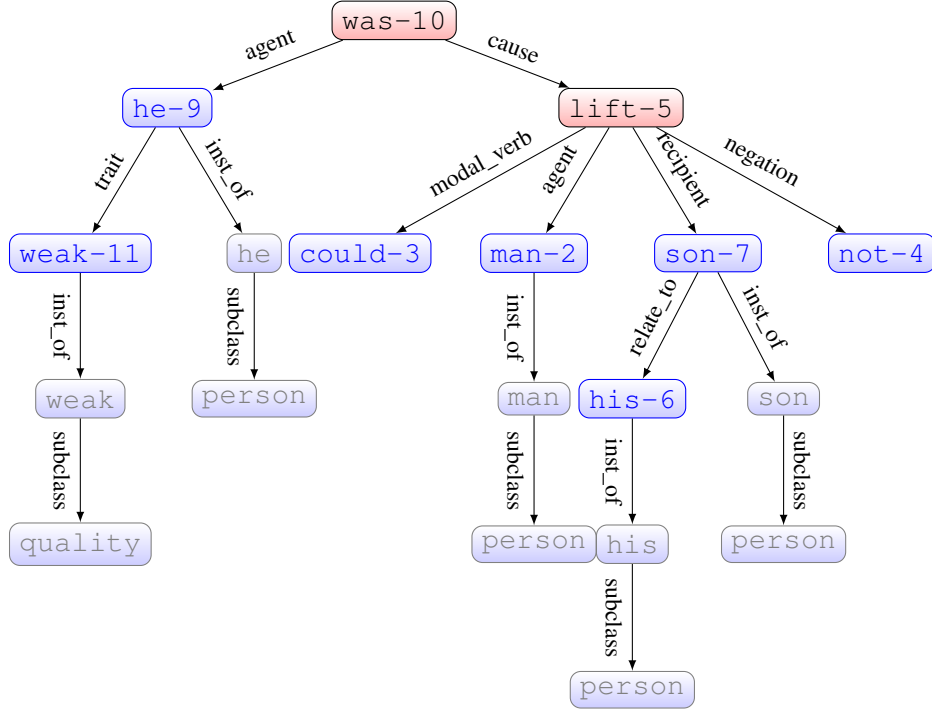 was-10
agent
cause
he-9
lift-5
trait
inst_of
modal_verb
agent
recipient
negation
weak-11
he
could-3
man-2
son-7
not-4
inst_of
subclass
inst_of
relate_to
inst_of
weak
person
man
his-6
son
subclass
subclass
inst_of
subclass
quality
person
his
person
subclass
person